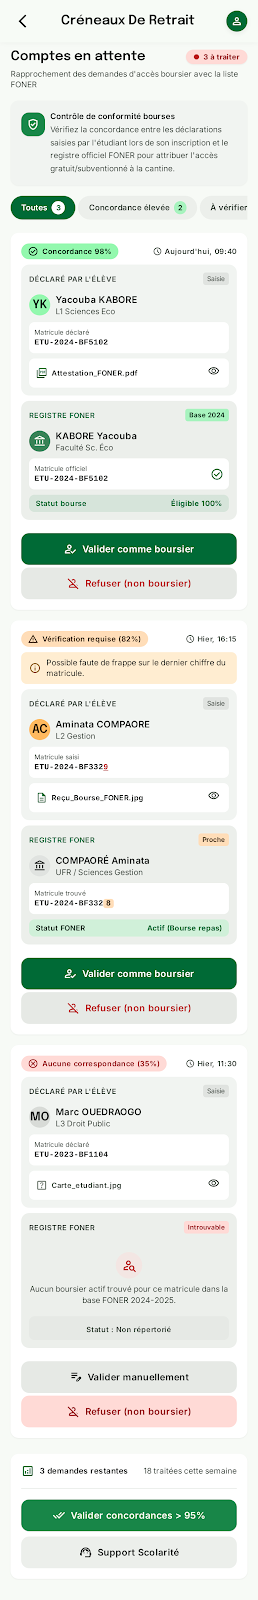 Créneaux De Retrait
Comptes en attente
3 à traiter
Rapprochement des demandes d'accès boursier avec la liste
FONER
Contrôle de conformité bourses
Vérifiez la concordance entre les déclarations
saisies par l'étudiant lors de son inscription et le
registre officiel FONER pour attribuer l'accès
gratuit/subventionné à la cantine.
Toutes 3
Concordance élevée 2
À vérifier
Concordance 98%
Aujourd'hui, 09:40
DÉCLARÉ PAR L'ÉLÈVE
Saisie
YK
Yacouba KABORE
L1 Sciences Eco
Matricule déclaré
ETU-2024-BF5102
Attestation_FONER.pdf
REGISTRE FONER
Base 2024
KABORE Yacouba
Faculté Sc. Éco
Matricule officiel
ETU-2024-BF5102
Statut bourse
Éligible 100%
Valider comme boursier
Refuser (non boursier)
Vérification requise (82%)
Hier, 16:15
Possible faute de frappe sur le dernier chiffre du
matricule.
DÉCLARÉ PAR L'ÉLÈVE
Saisie
AC
Aminata COMPAORE
L2 Gestion
Matricule saisi
ETU-2024-BF3329
Reçu_Bourse_FONER.jpg
REGISTRE FONER
Proche
COMPAORÉ Aminata
UFR / Sciences Gestion
Matricule trouvé
ETU-2024-BF3328
Statut FONER
Actif (Bourse repas)
Valider comme boursier
Refuser (non boursier)
Aucune correspondance (35%)
Hier, 11:30
DÉCLARÉ PAR L'ÉLÈVE
Saisie
MO
Marc OUEDRAOGO
L3 Droit Public
Matricule déclaré
ETU-2023-BF1104
Carte_etudiant.jpg
REGISTRE FONER
Introuvable
Aucun boursier actif trouvé pour ce matricule dans la
base FONER 2024-2025.
Statut : Non répertorié
Valider manuellement
Refuser (non boursier)
3 demandes restantes
18 traitées cette semaine
Valider concordances > 95%
Support Scolarité